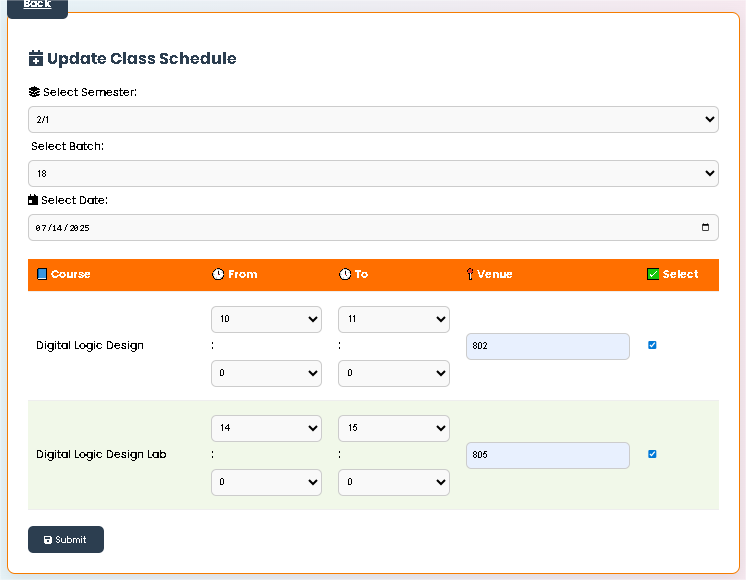 Back
Update Class Schedule
Select Semester:
2/1
Select Batch:
18
Select Date:
07/14/2025
Course From To Venue Select
Digital Logic Design 10 : 0 11 : 0 802
Digital Logic Design Lab 14 : 0 15 : 0 805
Submit